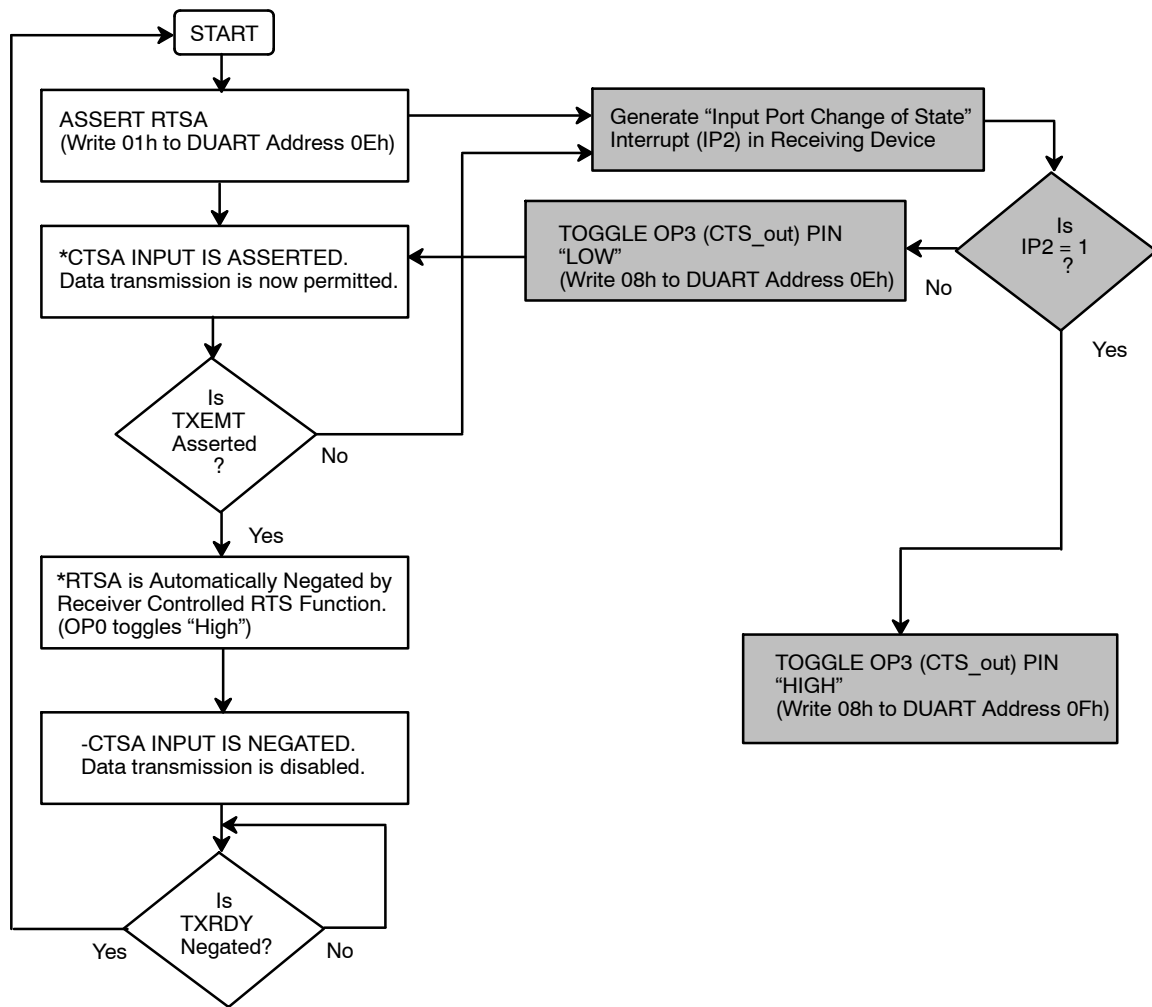 START
ASSERT RTSA
(Write 01h to DUART Address 0Eh)
Generate “Input Port Change of State”
Interrupt (IP2) in Receiving Device
Is
IP2 = 1
?
No
Yes
TOGGLE OP3 (CTS_out) PIN
“LOW”
(Write 08h to DUART Address 0Eh)
*CTSA INPUT IS ASSERTED.
Data transmission is now permitted.
Is
TXEMT
Asserted
?
No
Yes
*RTSA is Automatically Negated by
Receiver Controlled RTS Function.
(OP0 toggles “High”)
TOGGLE OP3 (CTS_out) PIN
“HIGH”
(Write 08h to DUART Address 0Fh)
-CTSA INPUT IS NEGATED.
Data transmission is disabled.
Is
TXRDY
Negated?
Yes
No